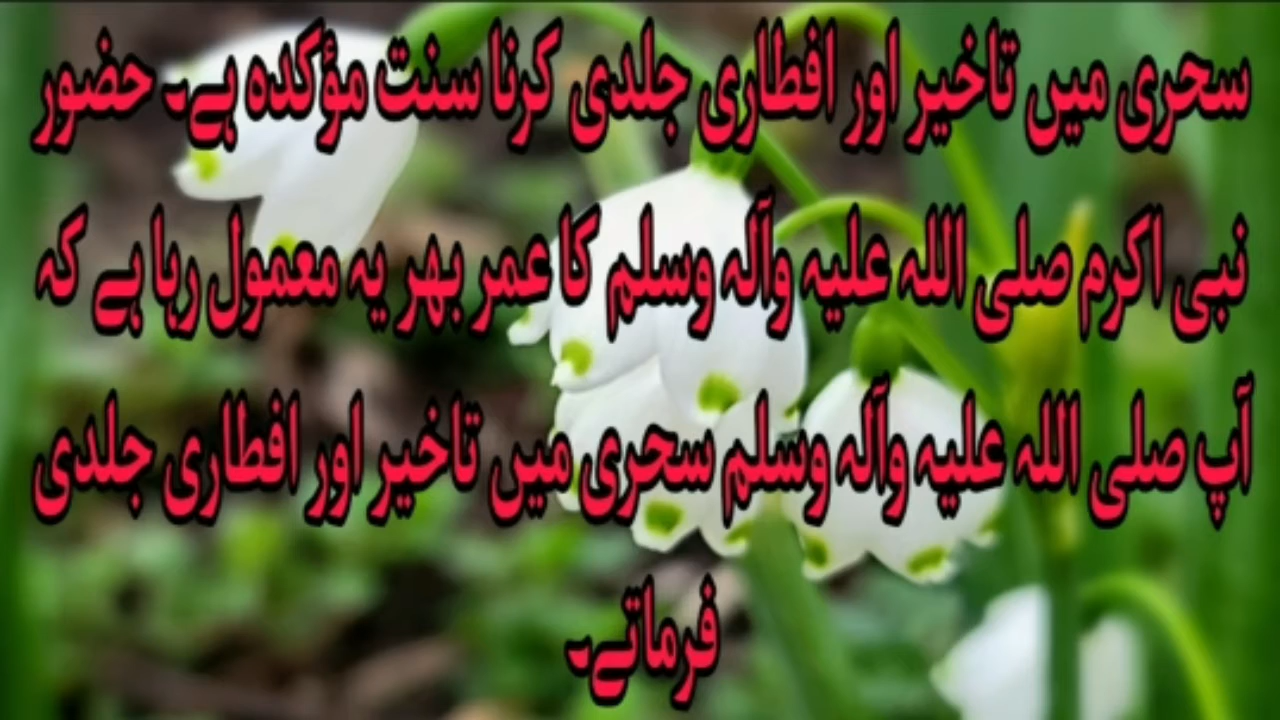 سحری میں تاخیر اور افطاری جلدی کرنا سنت مؤکدہ ہے۔ حضور
نبی اکرم صلی اللہ علیہ وآلہ وسلم کا عمر بھر یہ معمول رہا ہے کہ
آپ صلی اللہ علیہ وآلہ وسلم سحری میں تاخیر اور افطاری جلدی
فرماتے۔